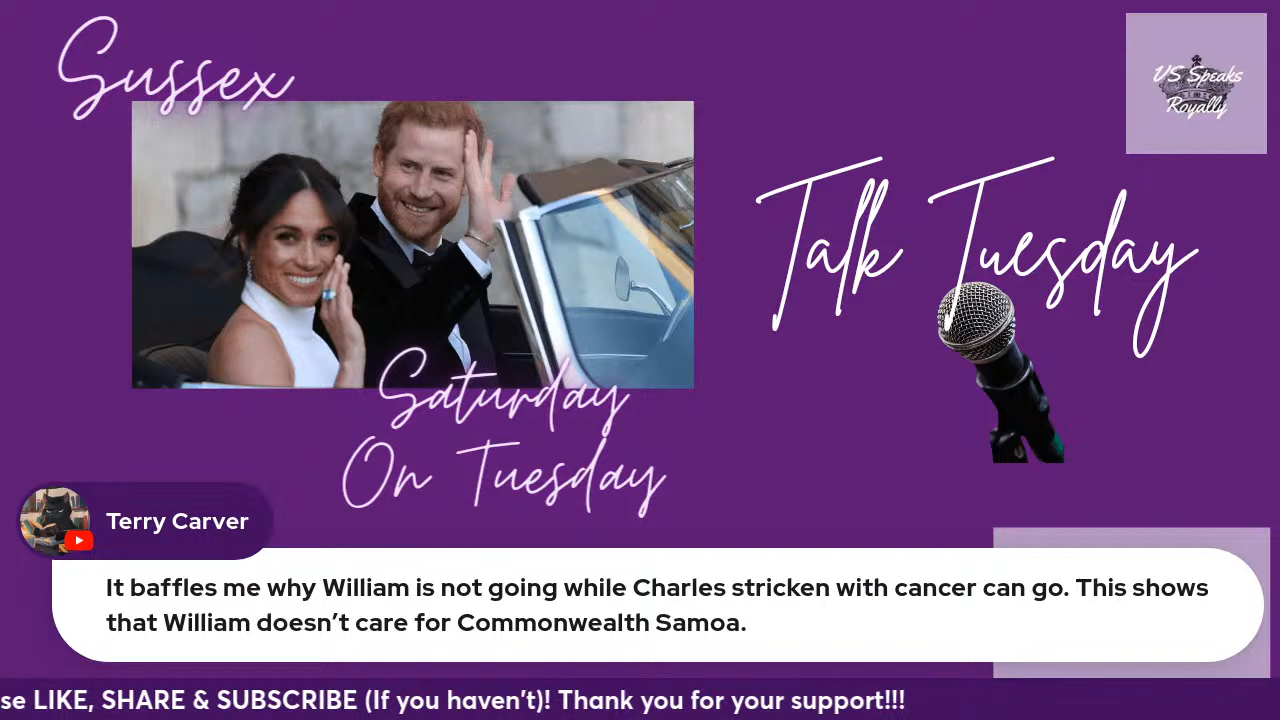 Sussex
US Speaks
Royally
Talk Tuesday
Saturday
On Tuesday
Terry Carver
It baffles me why William is not going while Charles stricken with cancer can go. This shows
that William doesn’t care for Commonwealth Samoa.
se LIKE, SHARE & SUBSCRIBE (If you haven’t)! Thank you for your support!!!